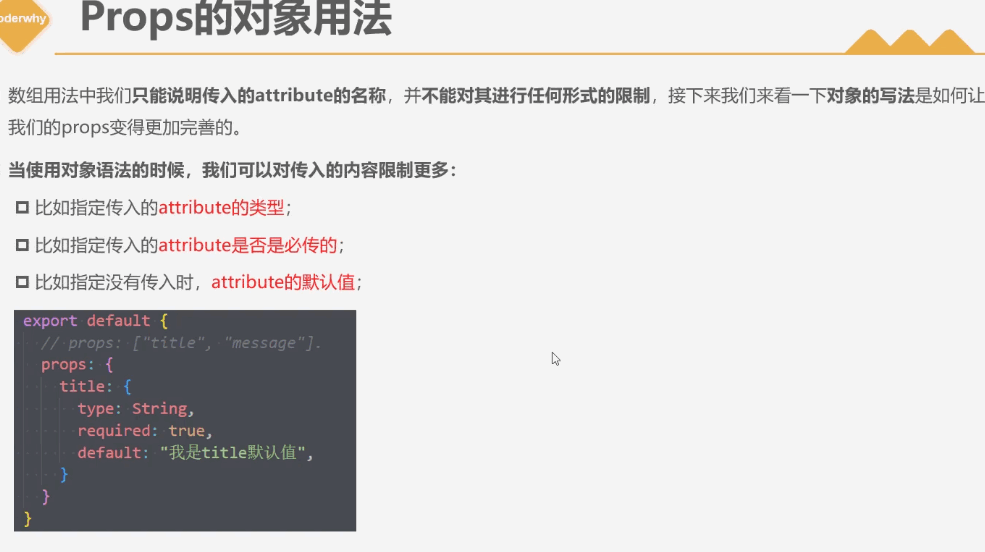 oderwhy
Props的对象用法
数组用法中我们只能说明传入的attribute的名称，并不能对其进行任何形式的限制，接下来我们来看一下对象的写法是如何让
我们的props变得更加完善的。
当使用对象语法的时候，我们可以对传入的内容限制更多：
比如指定传入的attribute的类型；
比如指定传入的attribute是否是必传的；
比如指定没有传入时，attribute的默认值；
export default {
// props: ["title", "message"].
props: {
title: {
type: String,
required: true,
default: "我是title默认值",
}
}
}